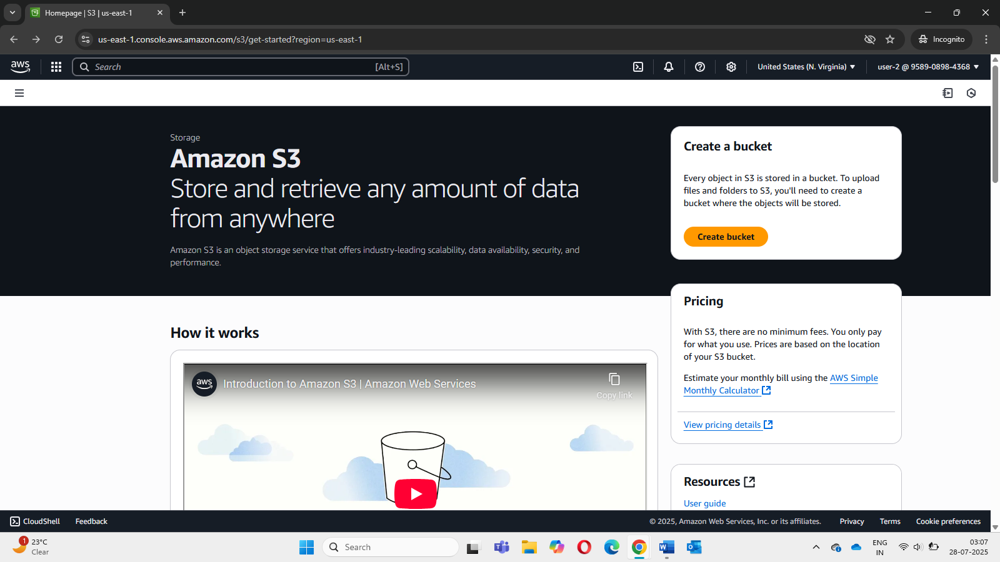 Homepage | S3 | us-east-1
us-east-1.console.aws.amazon.com/s3/get-started?region=us-east-1
Incognito
aws
Search
[Alt+S]
United States (N. Virginia)
user-2 @ 9589-0898-4368
Storage
Amazon S3
Store and retrieve any amount of data
from anywhere
Amazon S3 is an object storage service that offers industry-leading scalability, data availability, security, and
performance.
Create a bucket
Every object in S3 is stored in a bucket. To upload
files and folders to S3, you'll need to create a
bucket where the objects will be stored.
Create bucket
How it works
aws
Introduction to Amazon S3 | Amazon Web Services
Copy link
Pricing
With S3, there are no minimum fees. You only pay
for what you use. Prices are based on the location
of your S3 bucket.
Estimate your monthly bill using the AWS Simple
Monthly Calculator
View pricing details
Resources
User guide
CloudShell
Feedback
© 2025, Amazon Web Services, Inc. or its affiliates.
Privacy
Terms
Cookie preferences
1
23°C
Clear
Search
ENG
IN
03:07
28-07-2025